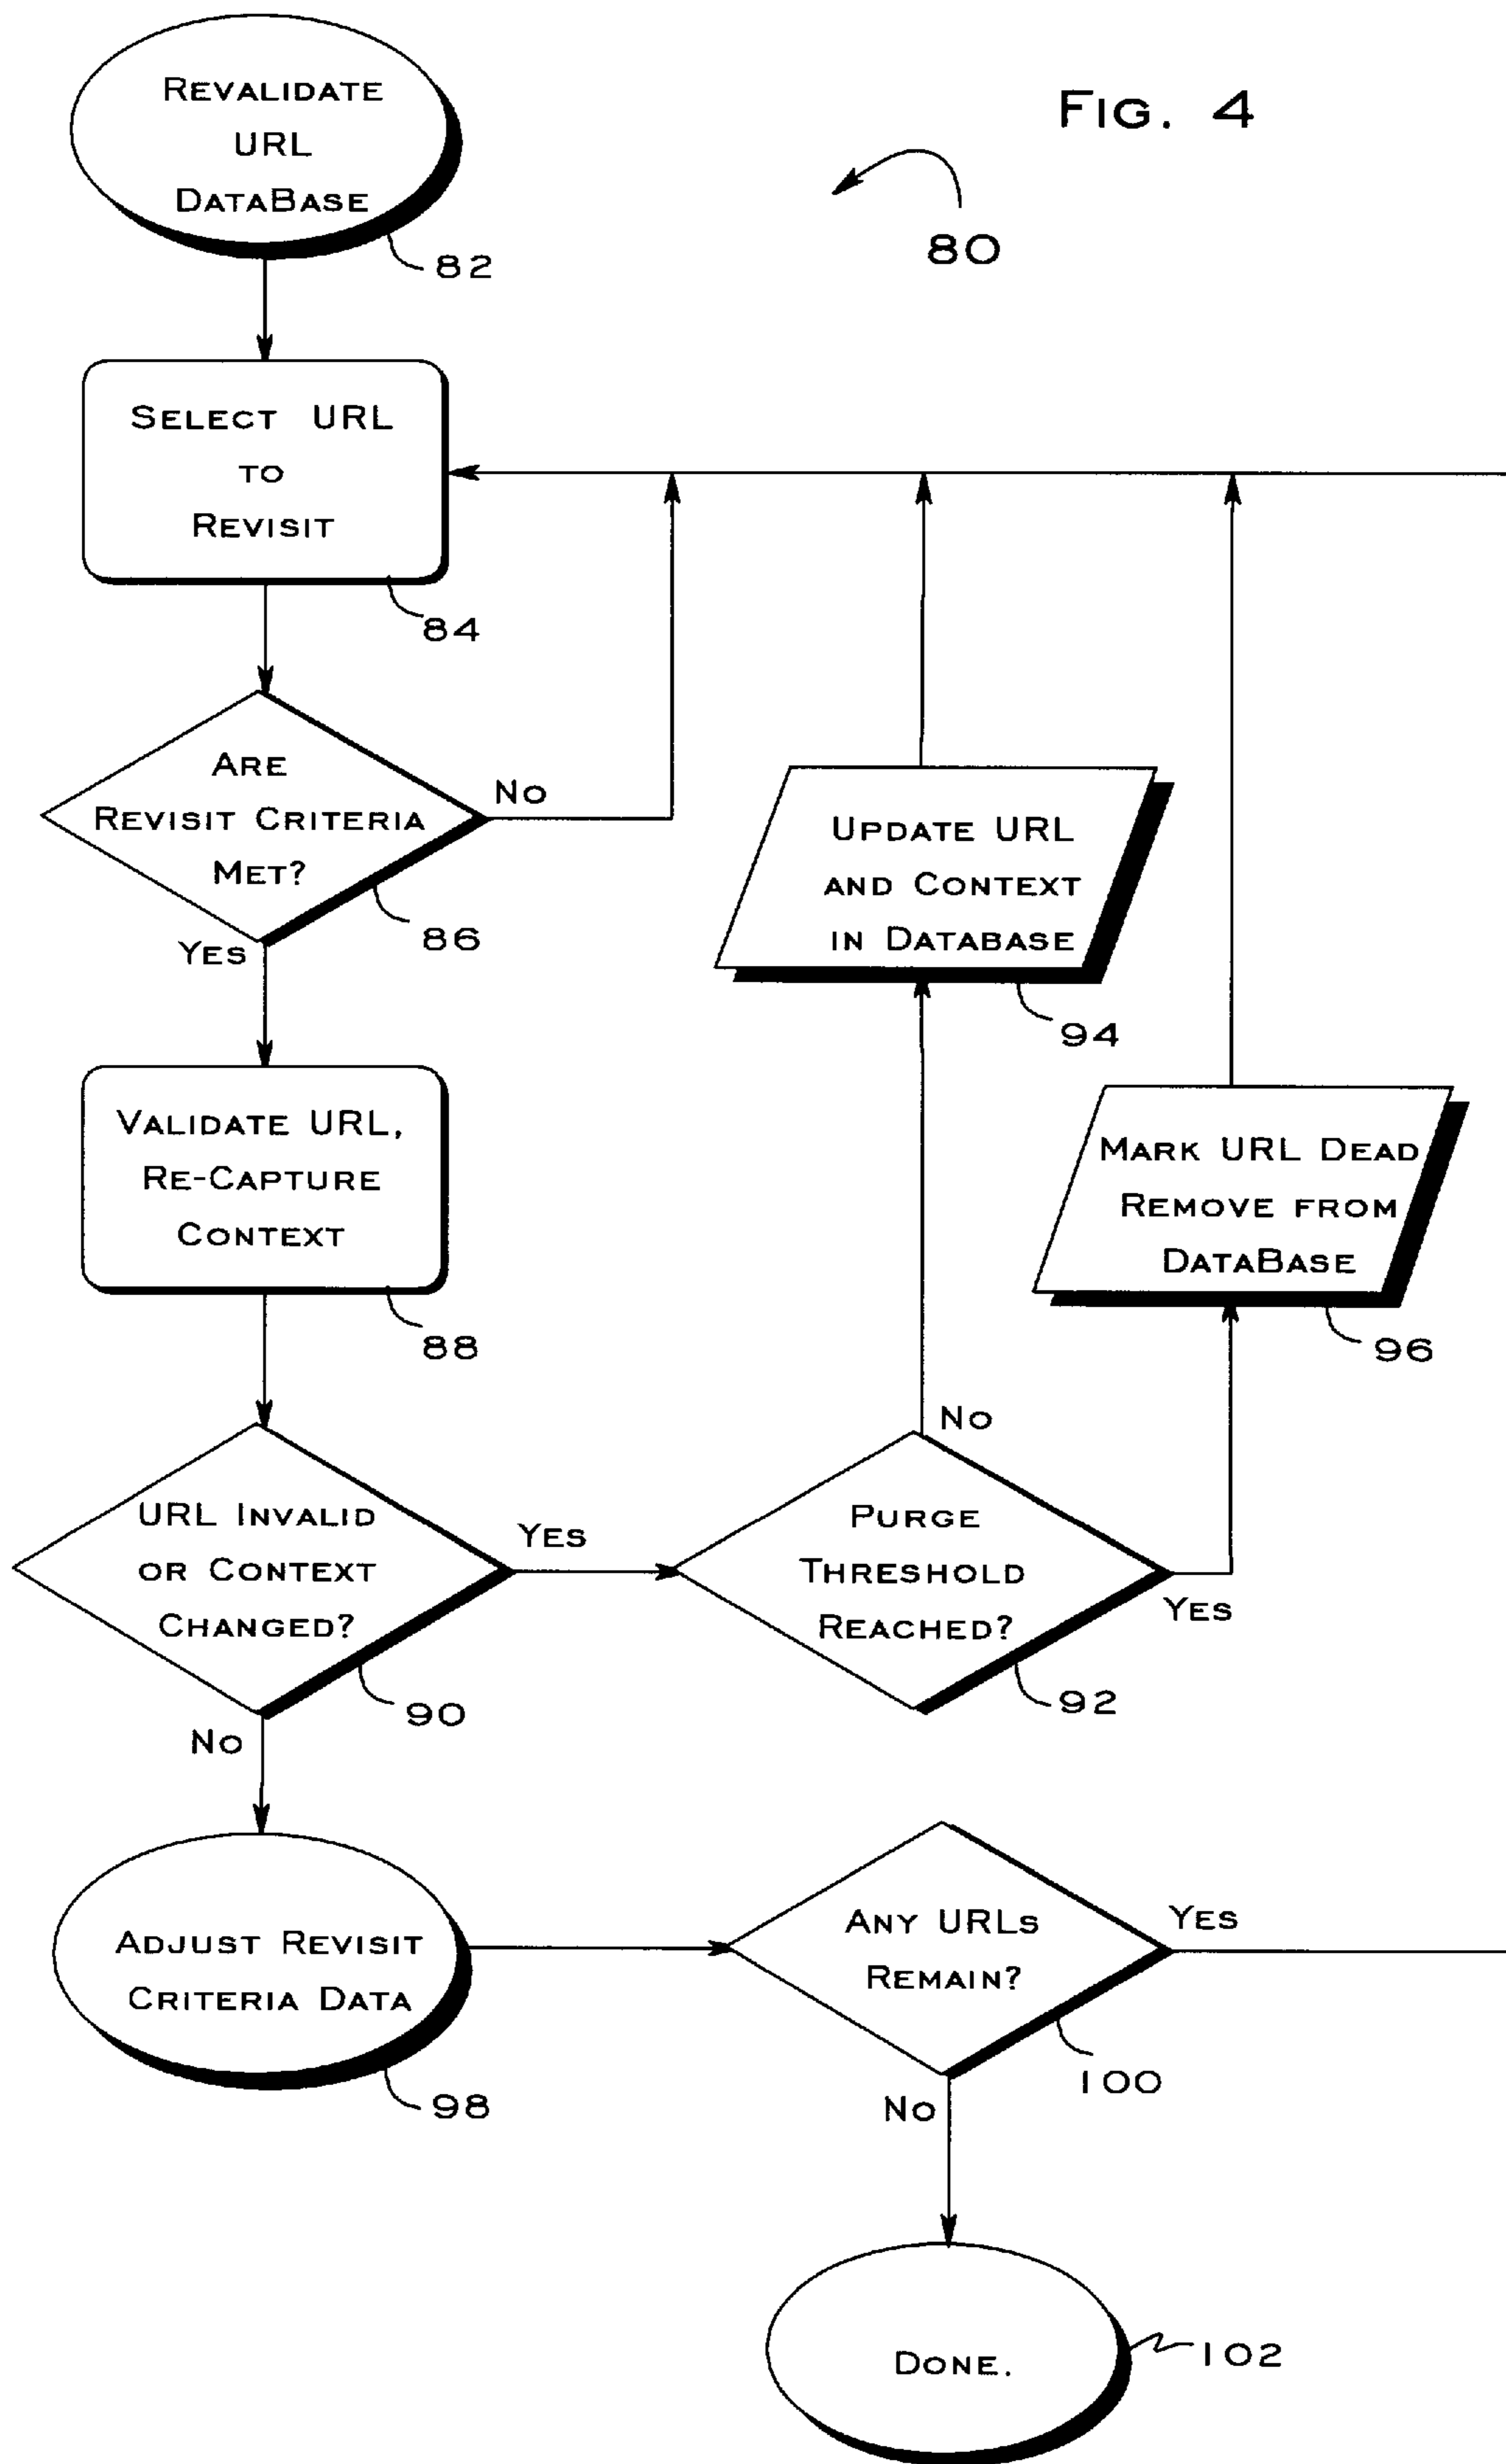 Fig. 4
80
Revalidate
URL
DataBase
82
Select URL
to
Revisit
84
Are
Revisit Criteria
Met?
No
86
Yes
Update URL
and Context
in Database
94
Validate URL,
Re-Capture
Context
88
Mark URL Dead
Remove from
DataBase
96
URL Invalid
or Context
Changed?
Yes
90
No
No
Purge
Threshold
Reached?
Yes
92
Adjust Revisit
Criteria Data
98
Any URLs
Remain?
Yes
100
No
Done.
102